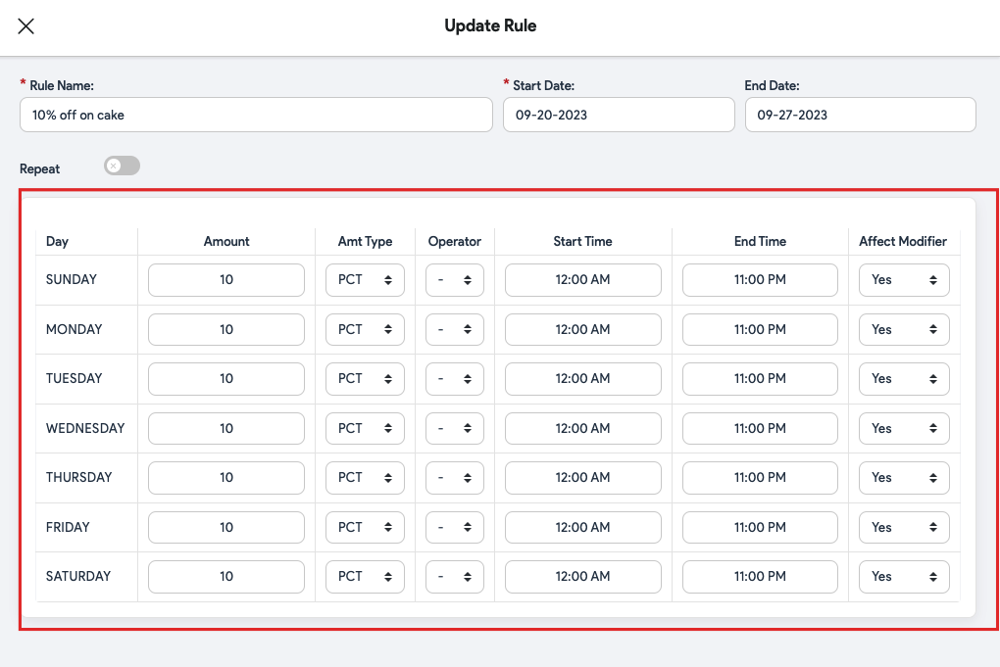 Update Rule
* Rule Name:
* Start Date:
End Date:
10% off on cake
09-20-2023
09-27-2023
Repeat
Day Amount Amt Type Operator Start Time End Time Affect Modifier
SUNDAY 10 PCT - 12:00 AM 11:00 PM Yes
MONDAY 10 PCT - 12:00 AM 11:00 PM Yes
TUESDAY 10 PCT - 12:00 AM 11:00 PM Yes
WEDNESDAY 10 PCT - 12:00 AM 11:00 PM Yes
THURSDAY 10 PCT - 12:00 AM 11:00 PM Yes
FRIDAY 10 PCT - 12:00 AM 11:00 PM Yes
SATURDAY 10 PCT - 12:00 AM 11:00 PM Yes